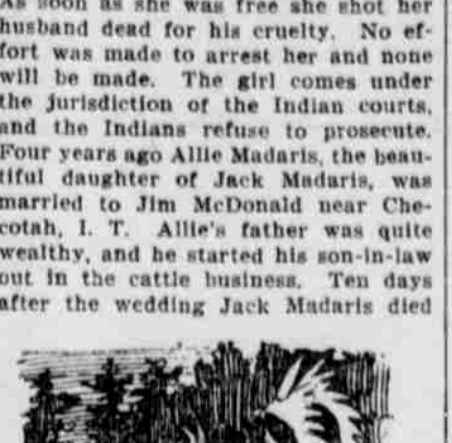 As soon as she was free she shot her
husband dead for his cruelty. No ef-
fort was made to arrest her and none
will be made. The girl comes under
the jurisdiction of the Indian courts,
and the Indians refuse to prosecute.
Four years ago Allie Madaris, the beau-
tiful daughter of Jack Madaris, was
married to Jim McDonald near Che-
cotah, I. T. Allie's father was quite
wealthy, and he started his son-in-law
out in the cattle business. Ten days
after the wedding Jack Madaris died